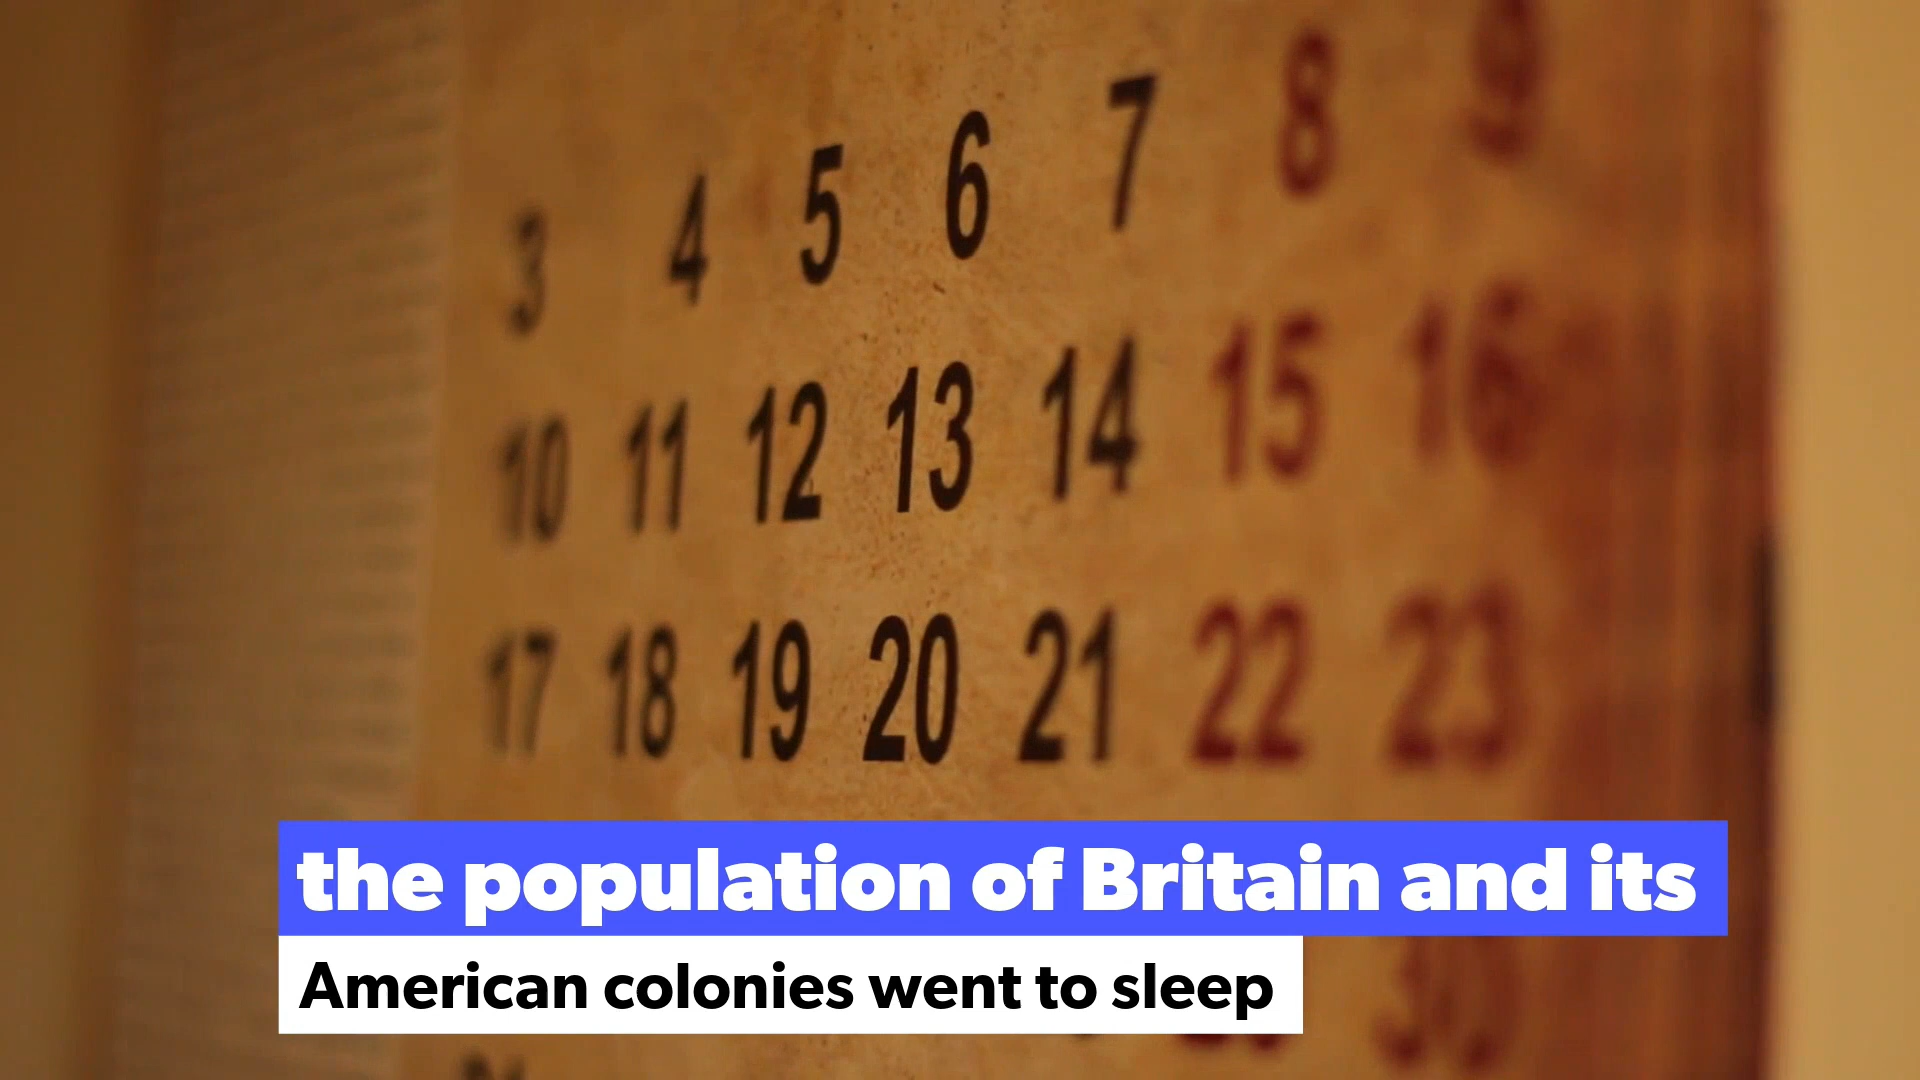 3 4 5 6 7 8 9
10 11 12 13 14 15 16
17 18 19 20 21 22 23
the population of Britain and its
American colonies went to sleep
30